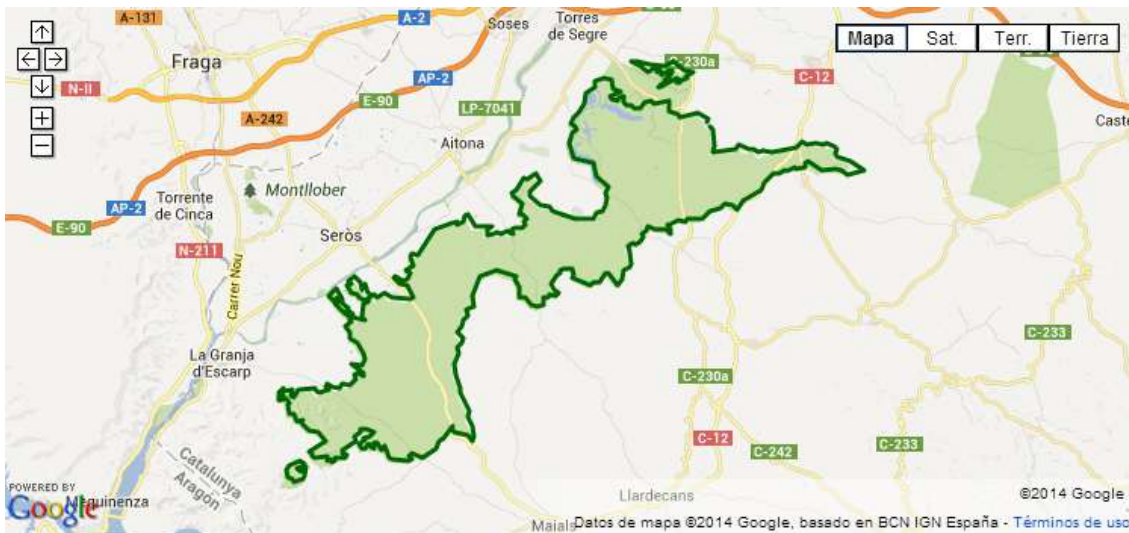 A-131
A-2
Soses
Torres
de Segre
C-230a
Mapa
Sat.
Terr.
Tierra
Fraga
N-II
AP-2
C-12
E-90
LP-7041
A-242
Aitona
Caste
Montllober
Torrente
de Cinca
AP-2
E-90
Seròs
N-211
Carrer Nou
C-233
La Granja
d'Escarp
C-230a
C-12
C-242
C-233
Catalunya
Aragón
POWERED BY
Google
Mequinenza
Llardecans
©2014 Google
Maials
Datos de mapa ©2014 Google, basado en BCN IGN España - Términos de uso